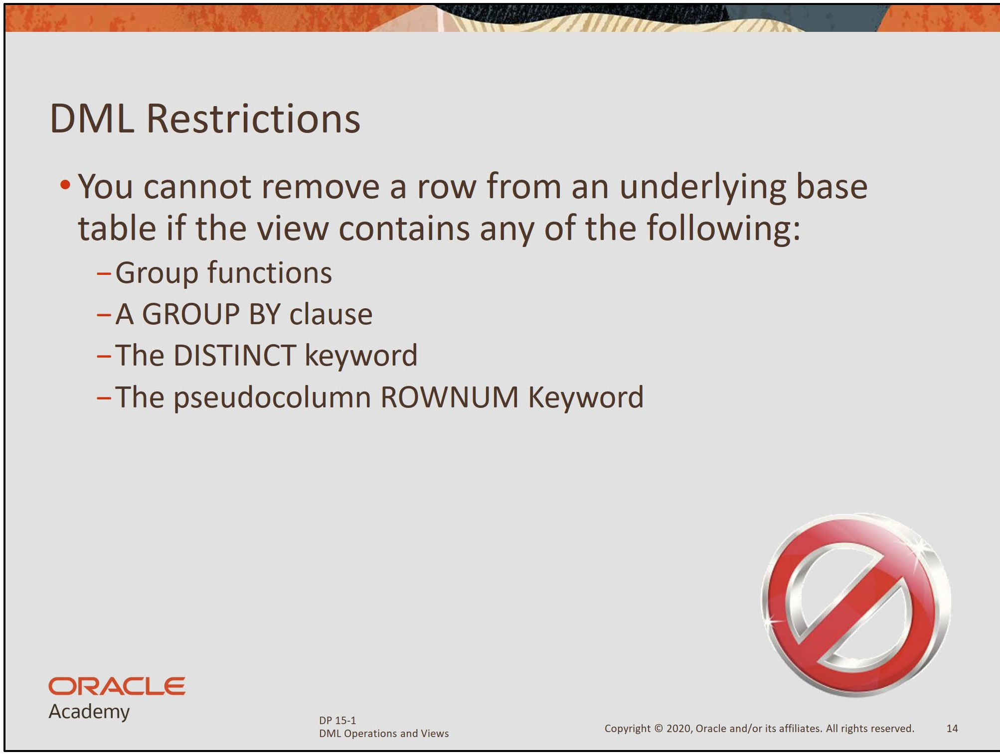 DML Restrictions
• You cannot remove a row from an underlying base
table if the view contains any of the following:
– Group functions
– A GROUP BY clause
– The DISTINCT keyword
– The pseudocolumn ROWNUM Keyword
ORACLE
Academy
DP 15-1
DML Operations and Views
Copyright © 2020, Oracle and/or its affiliates. All rights reserved.
14